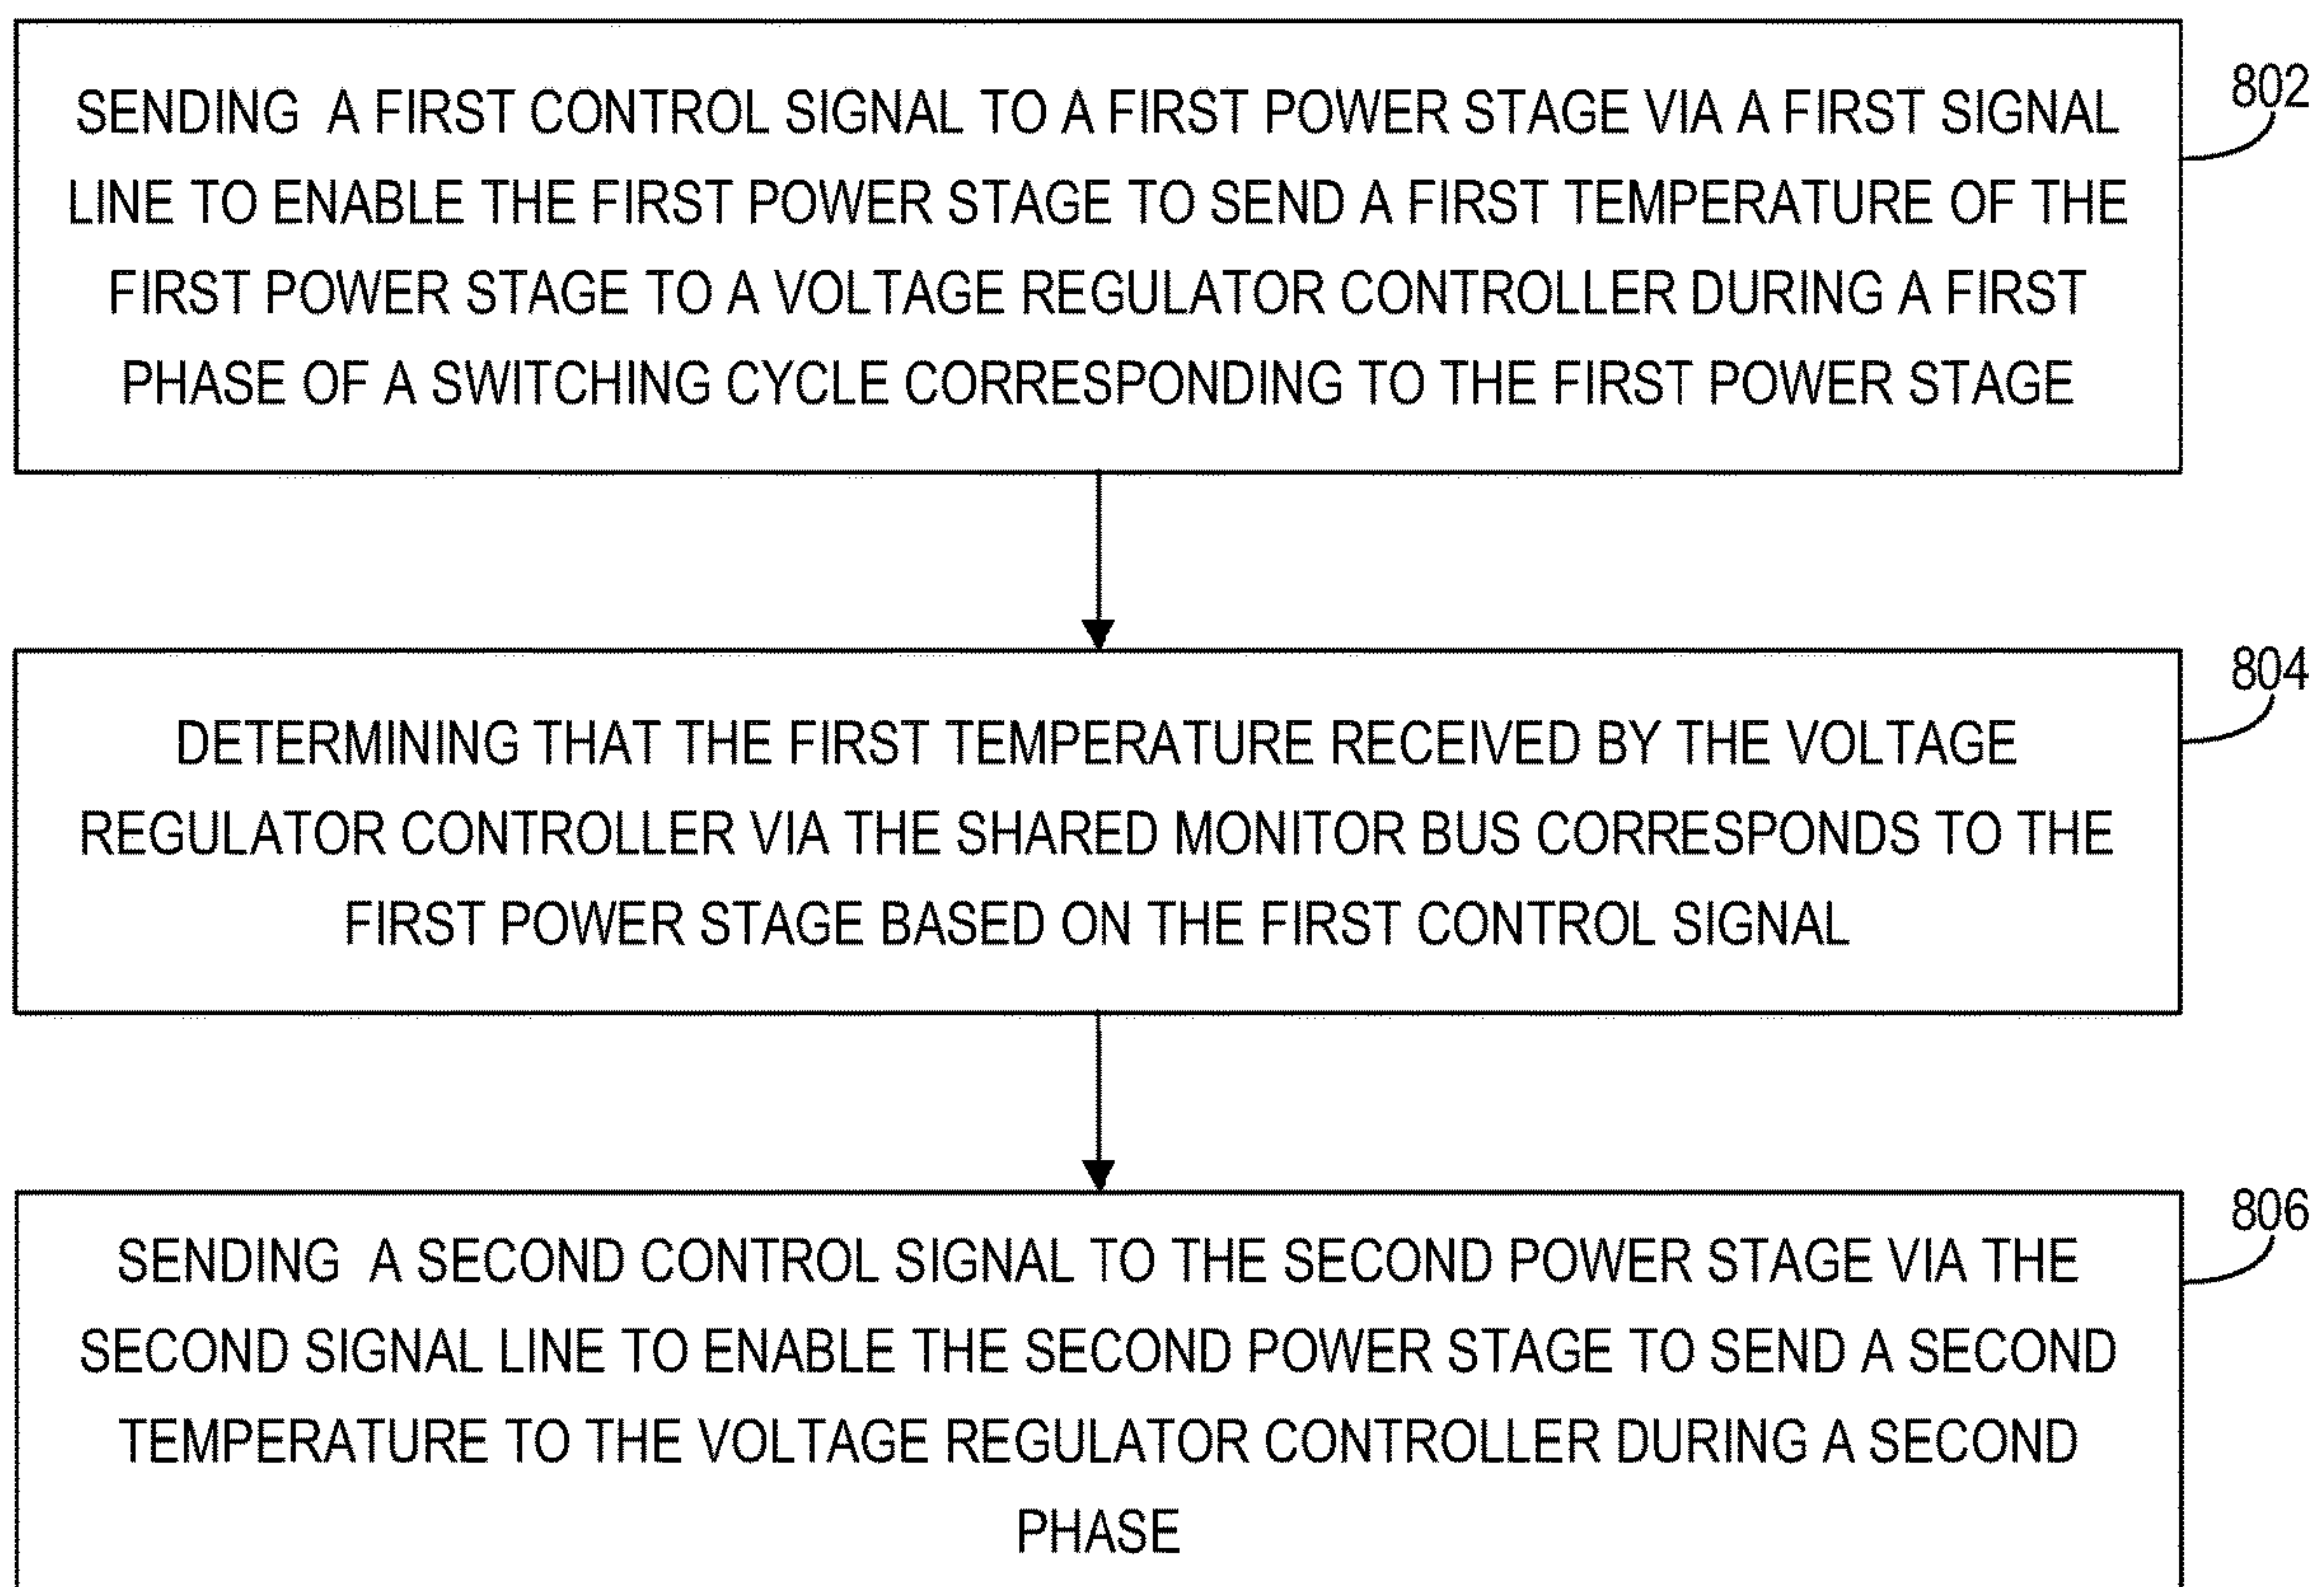 SENDING A FIRST CONTROL SIGNAL TO A FIRST POWER STAGE VIA A FIRST SIGNAL
LINE TO ENABLE THE FIRST POWER STAGE TO SEND A FIRST TEMPERATURE OF THE
FIRST POWER STAGE TO A VOLTAGE REGULATOR CONTROLLER DURING A FIRST
PHASE OF A SWITCHING CYCLE CORRESPONDING TO THE FIRST POWER STAGE
802
DETERMINING THAT THE FIRST TEMPERATURE RECEIVED BY THE VOLTAGE
REGULATOR CONTROLLER VIA THE SHARED MONITOR BUS CORRESPONDS TO THE
FIRST POWER STAGE BASED ON THE FIRST CONTROL SIGNAL
804
SENDING A SECOND CONTROL SIGNAL TO THE SECOND POWER STAGE VIA THE
SECOND SIGNAL LINE TO ENABLE THE SECOND POWER STAGE TO SEND A SECOND
TEMPERATURE TO THE VOLTAGE REGULATOR CONTROLLER DURING A SECOND
PHASE
806